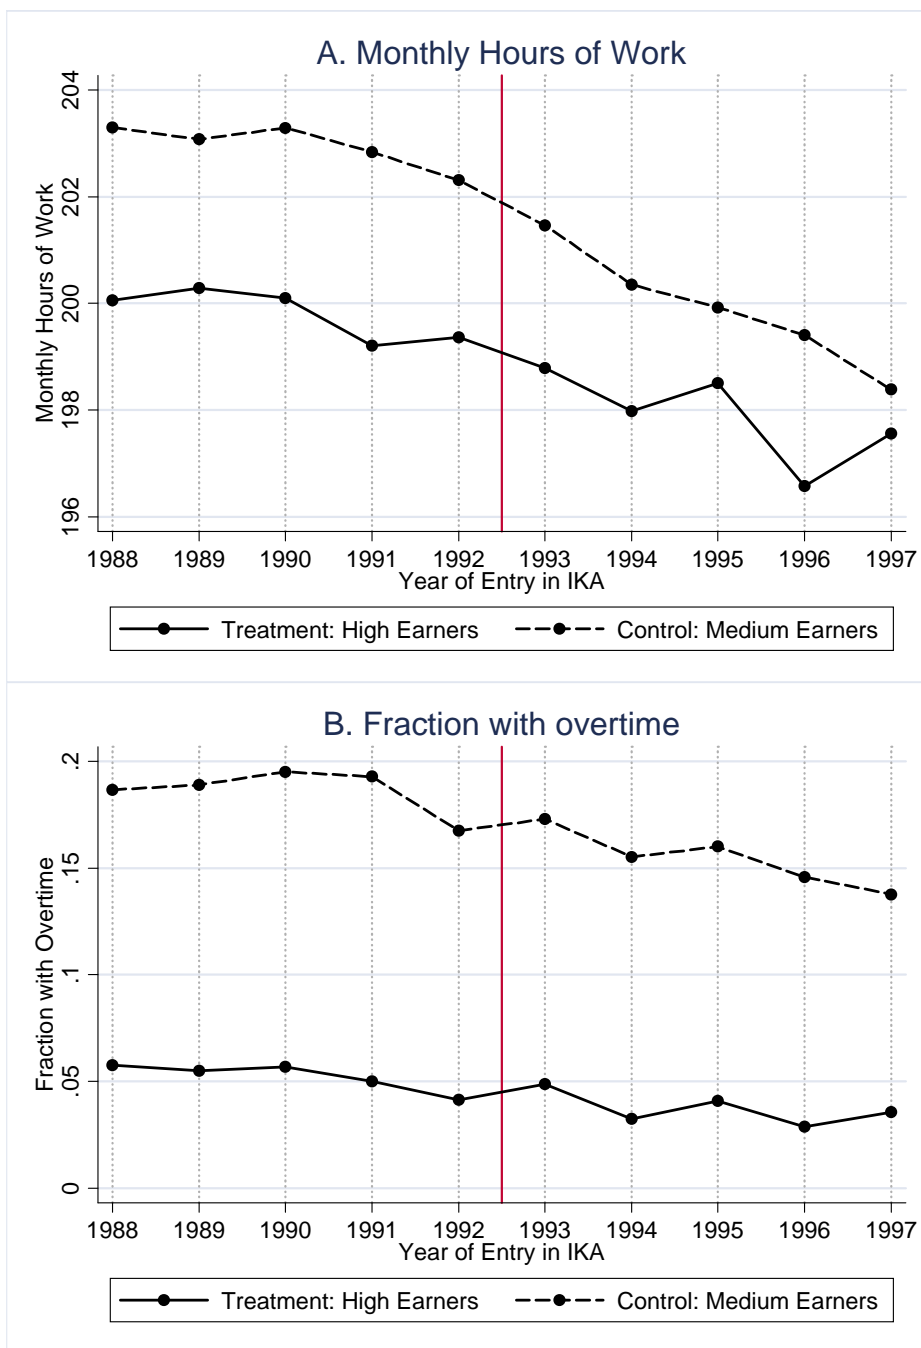 A. Monthly Hours of Work
Monthly Hours of Work
204
202
200
198
196
1988 1989 1990 1991 1992 1993 1994 1995 1996 1997
Year of Entry in IKA
Treatment: High Earners Control: Medium Earners
B. Fraction with overtime
Fraction with Overtime
.2
.15
.1
.05
0
1988 1989 1990 1991 1992 1993 1994 1995 1996 1997
Year of Entry in IKA
Treatment: High Earners Control: Medium Earners